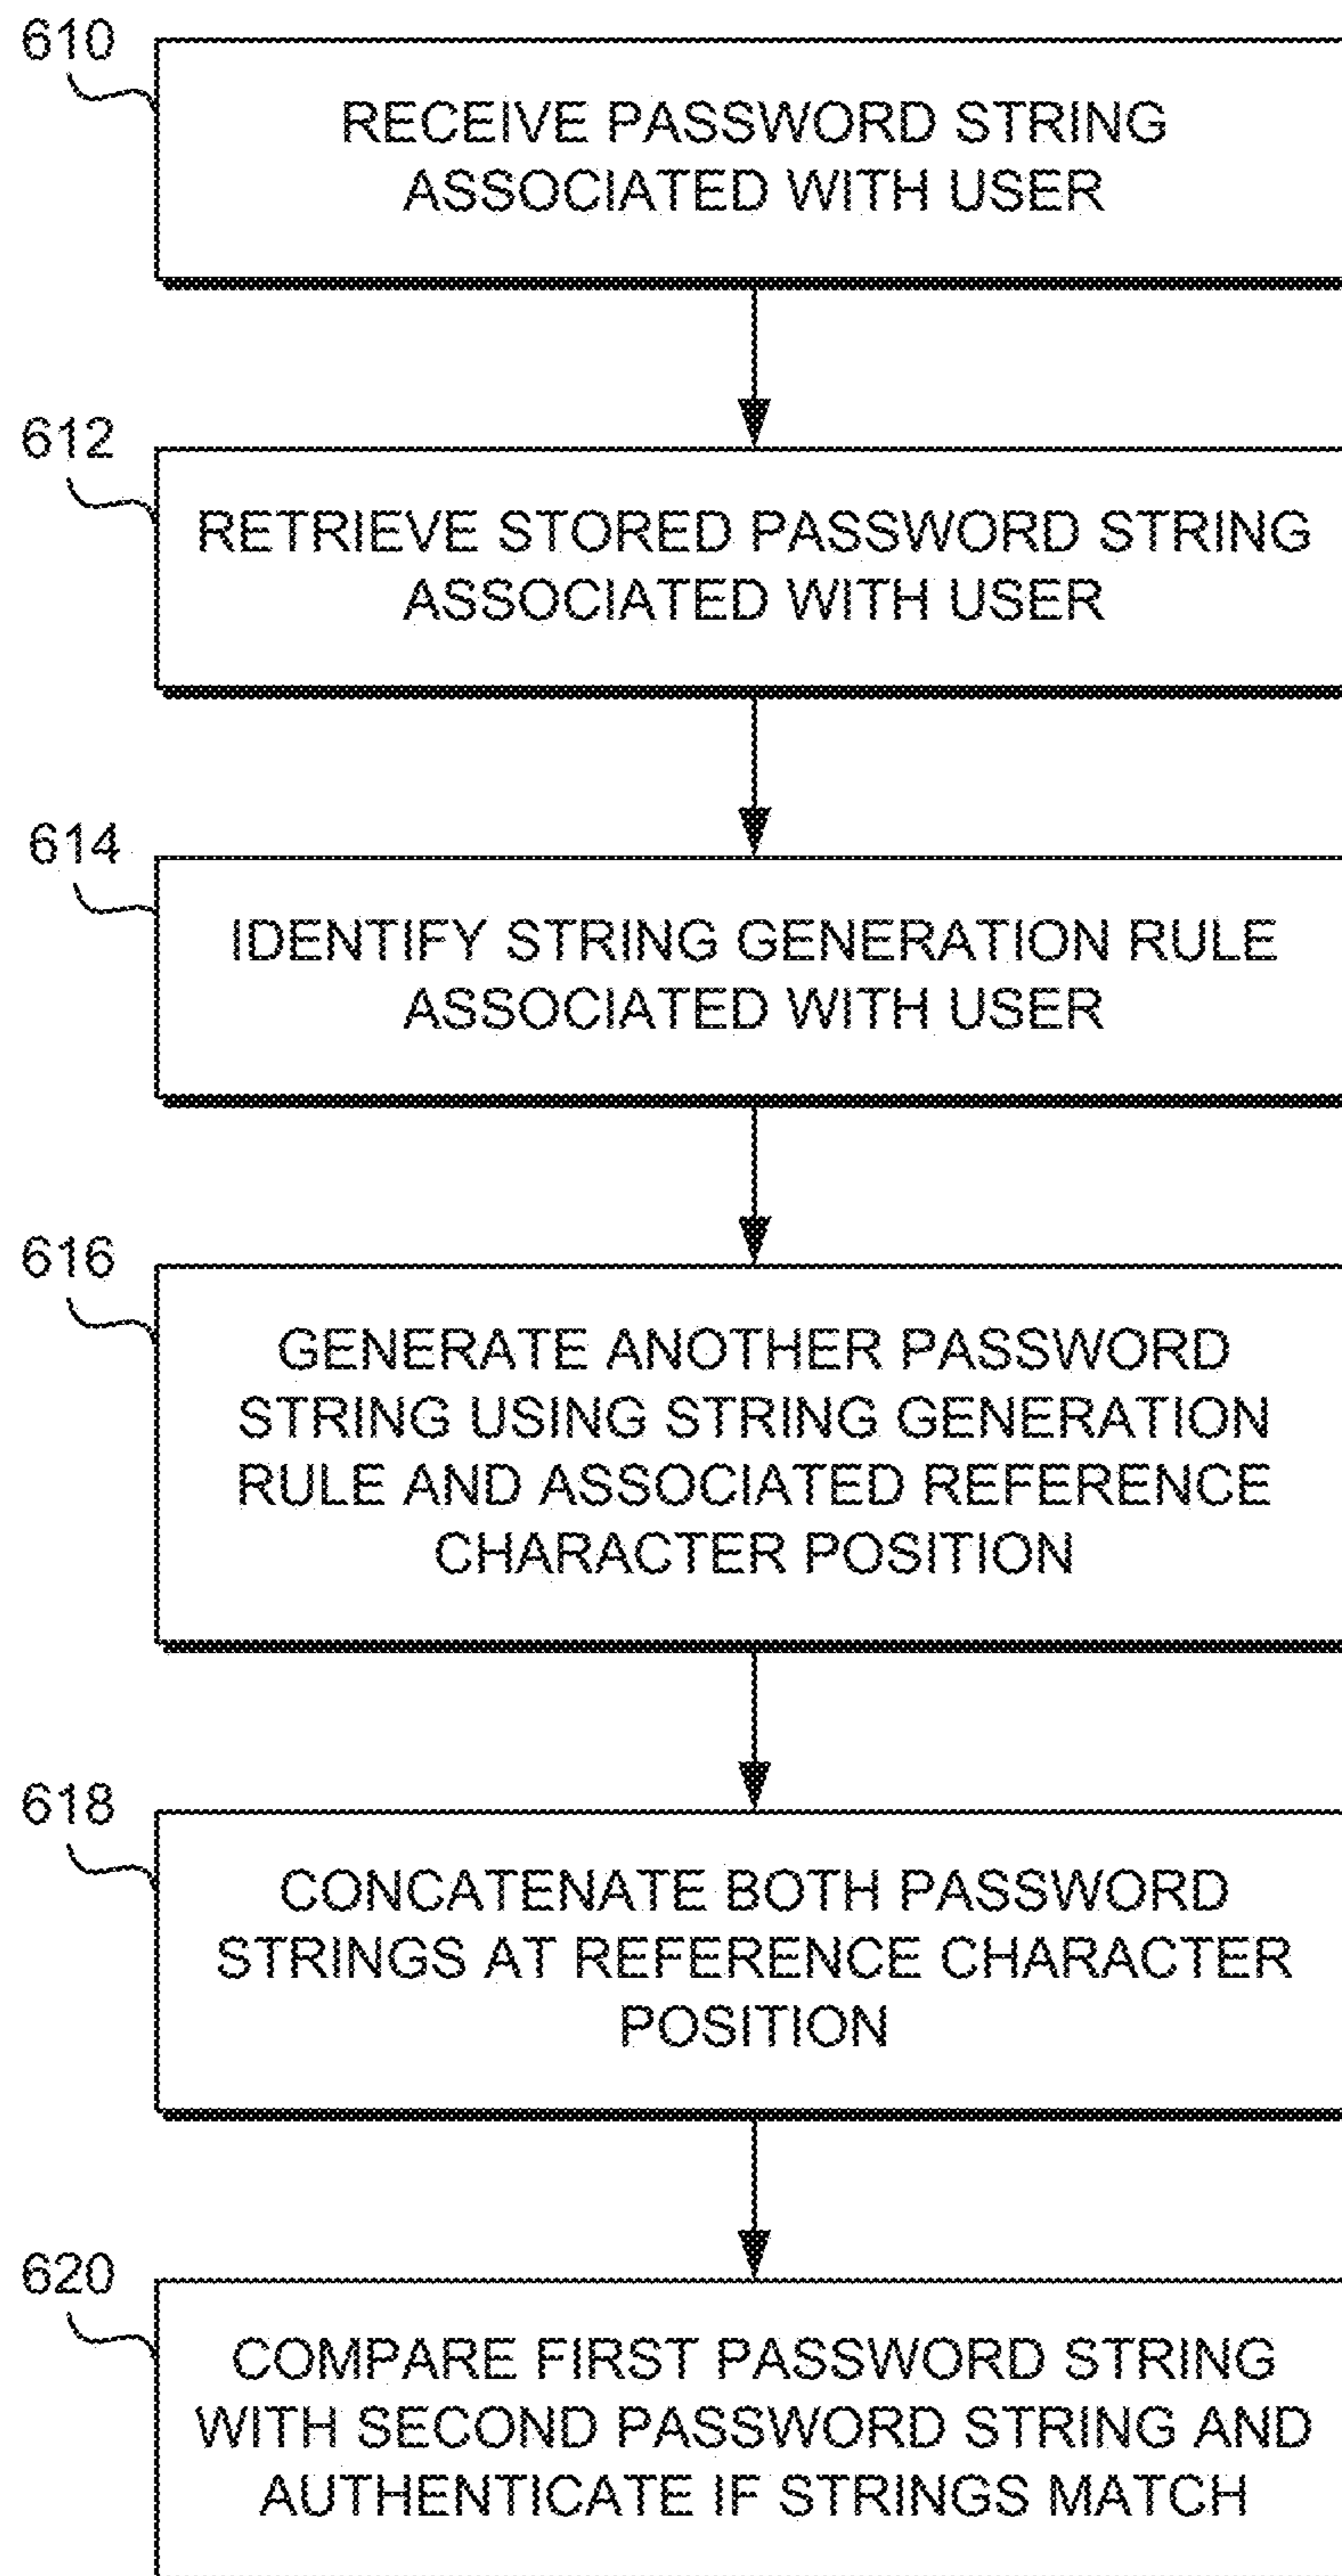 610
RECEIVE PASSWORD STRING
ASSOCIATED WITH USER
612
RETRIEVE STORED PASSWORD STRING
ASSOCIATED WITH USER
614
IDENTIFY STRING GENERATION RULE
ASSOCIATED WITH USER
616
GENERATE ANOTHER PASSWORD
STRING USING STRING GENERATION
RULE AND ASSOCIATED REFERENCE
CHARACTER POSITION
618
CONCATENATE BOTH PASSWORD
STRINGS AT REFERENCE CHARACTER
POSITION
620
COMPARE FIRST PASSWORD STRING
WITH SECOND PASSWORD STRING AND
AUTHENTICATE IF STRINGS MATCH